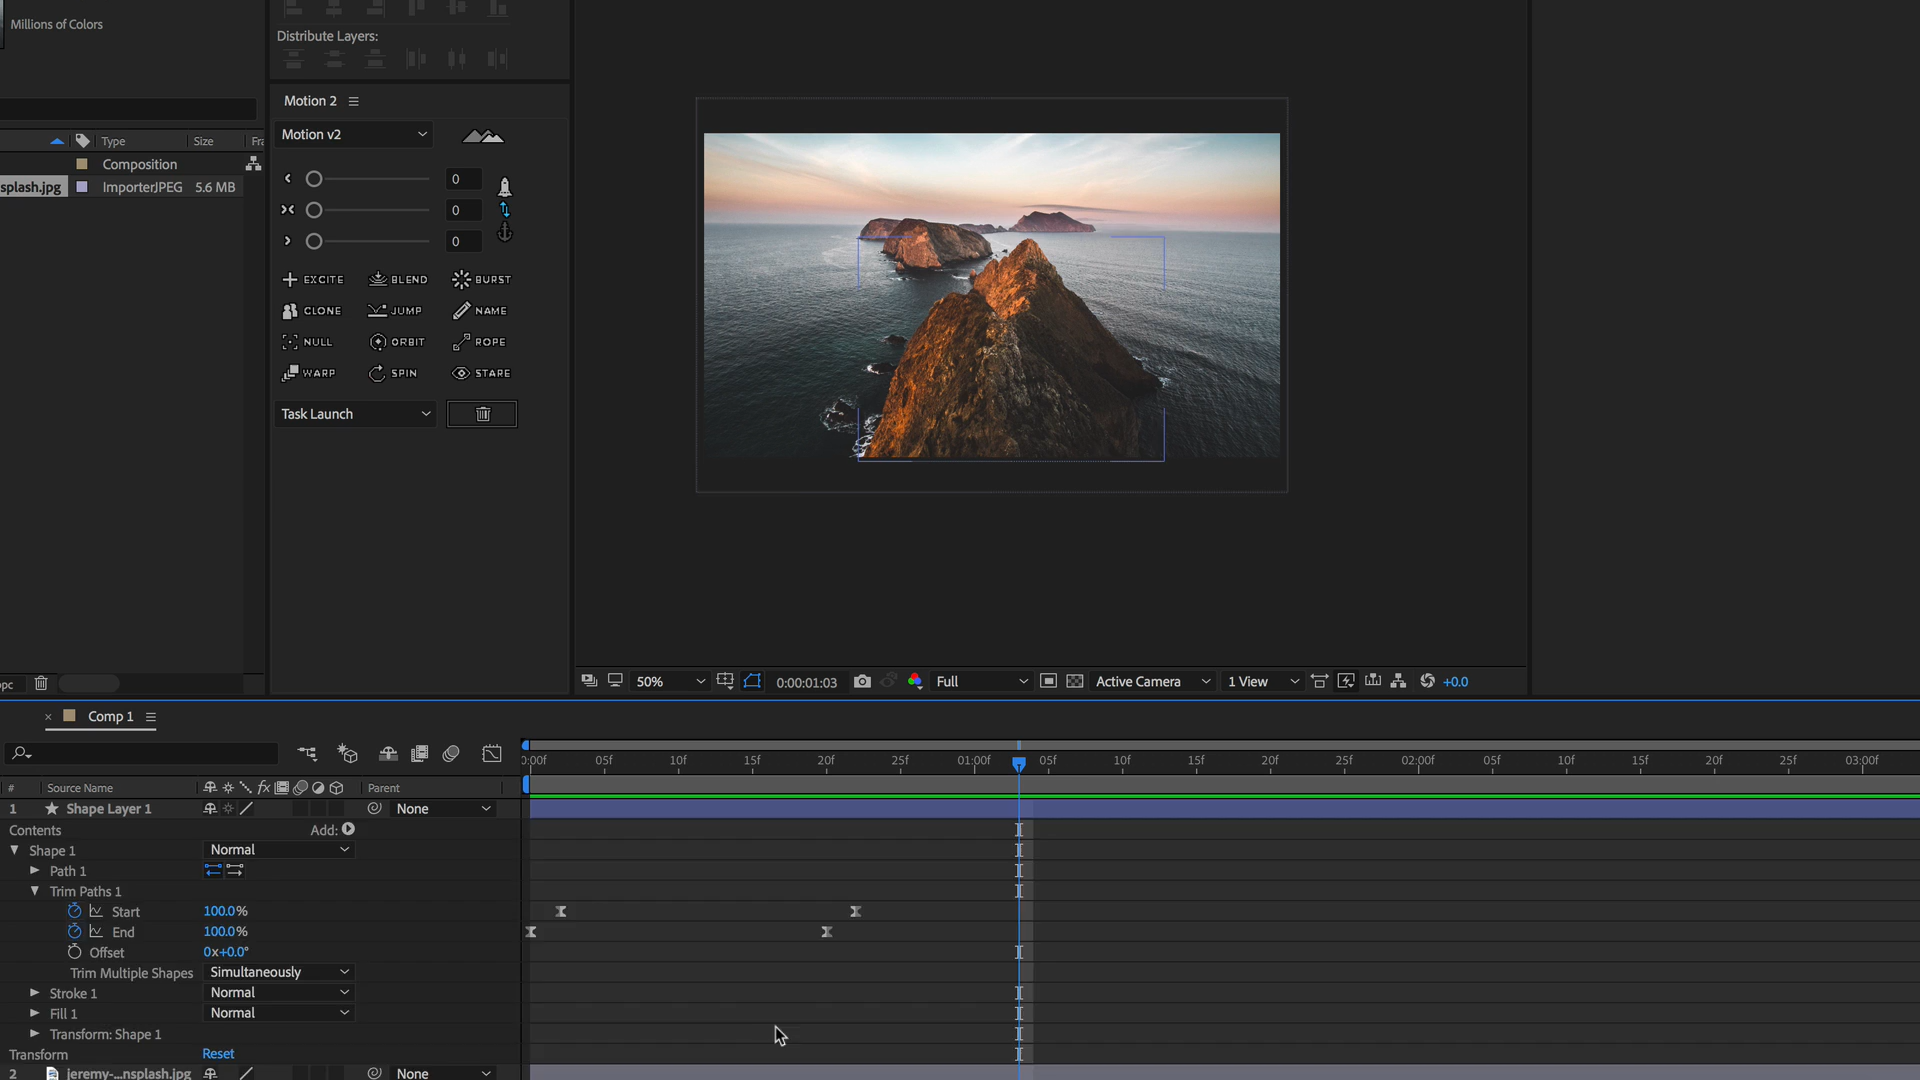 Millions of Colors
Distribute Layers:
Motion 2
Motion v2
Type Size Fra
Composition
splash.jpg ImporterJPEG 5.6 MB
0
0
0
EXCITE BLEND BURST
CLONE JUMP NAME
NULL ORBIT ROPE
WARP SPIN STARE
Task Launch
pc
50% 0:00:01:03 Full Active Camera 1 View +0.0
× Comp 1
0:00f 05f 10f 15f 20f 25f 01:00f 05f 10f 15f 20f 25f 02:00f 05f 10f 15f 20f 25f 03:00f
# Source Name fx Parent
1 Shape Layer 1 None
Contents Add:
Shape 1 Normal
Path 1
Trim Paths 1
Start 100.0%
End 100.0%
Offset 0x+0.0°
Trim Multiple Shapes Simultaneously
Stroke 1 Normal
Fill 1 Normal
Transform: Shape 1
Transform Reset
2 jeremy-...nsplash.jpg None